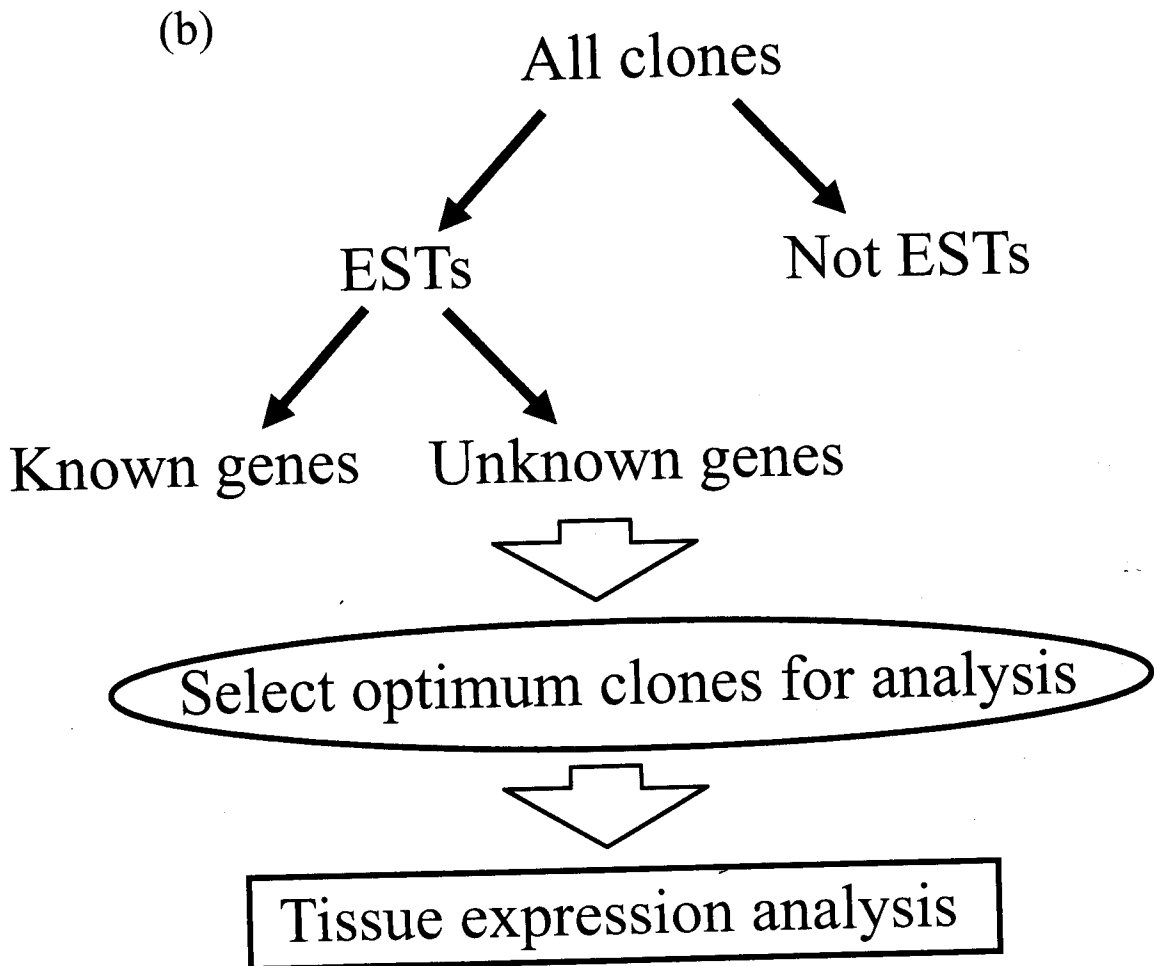 (b)
All clones
ESTs
Not ESTs
Known genes
Unknown genes
Select optimum clones for analysis
Tissue expression analysis